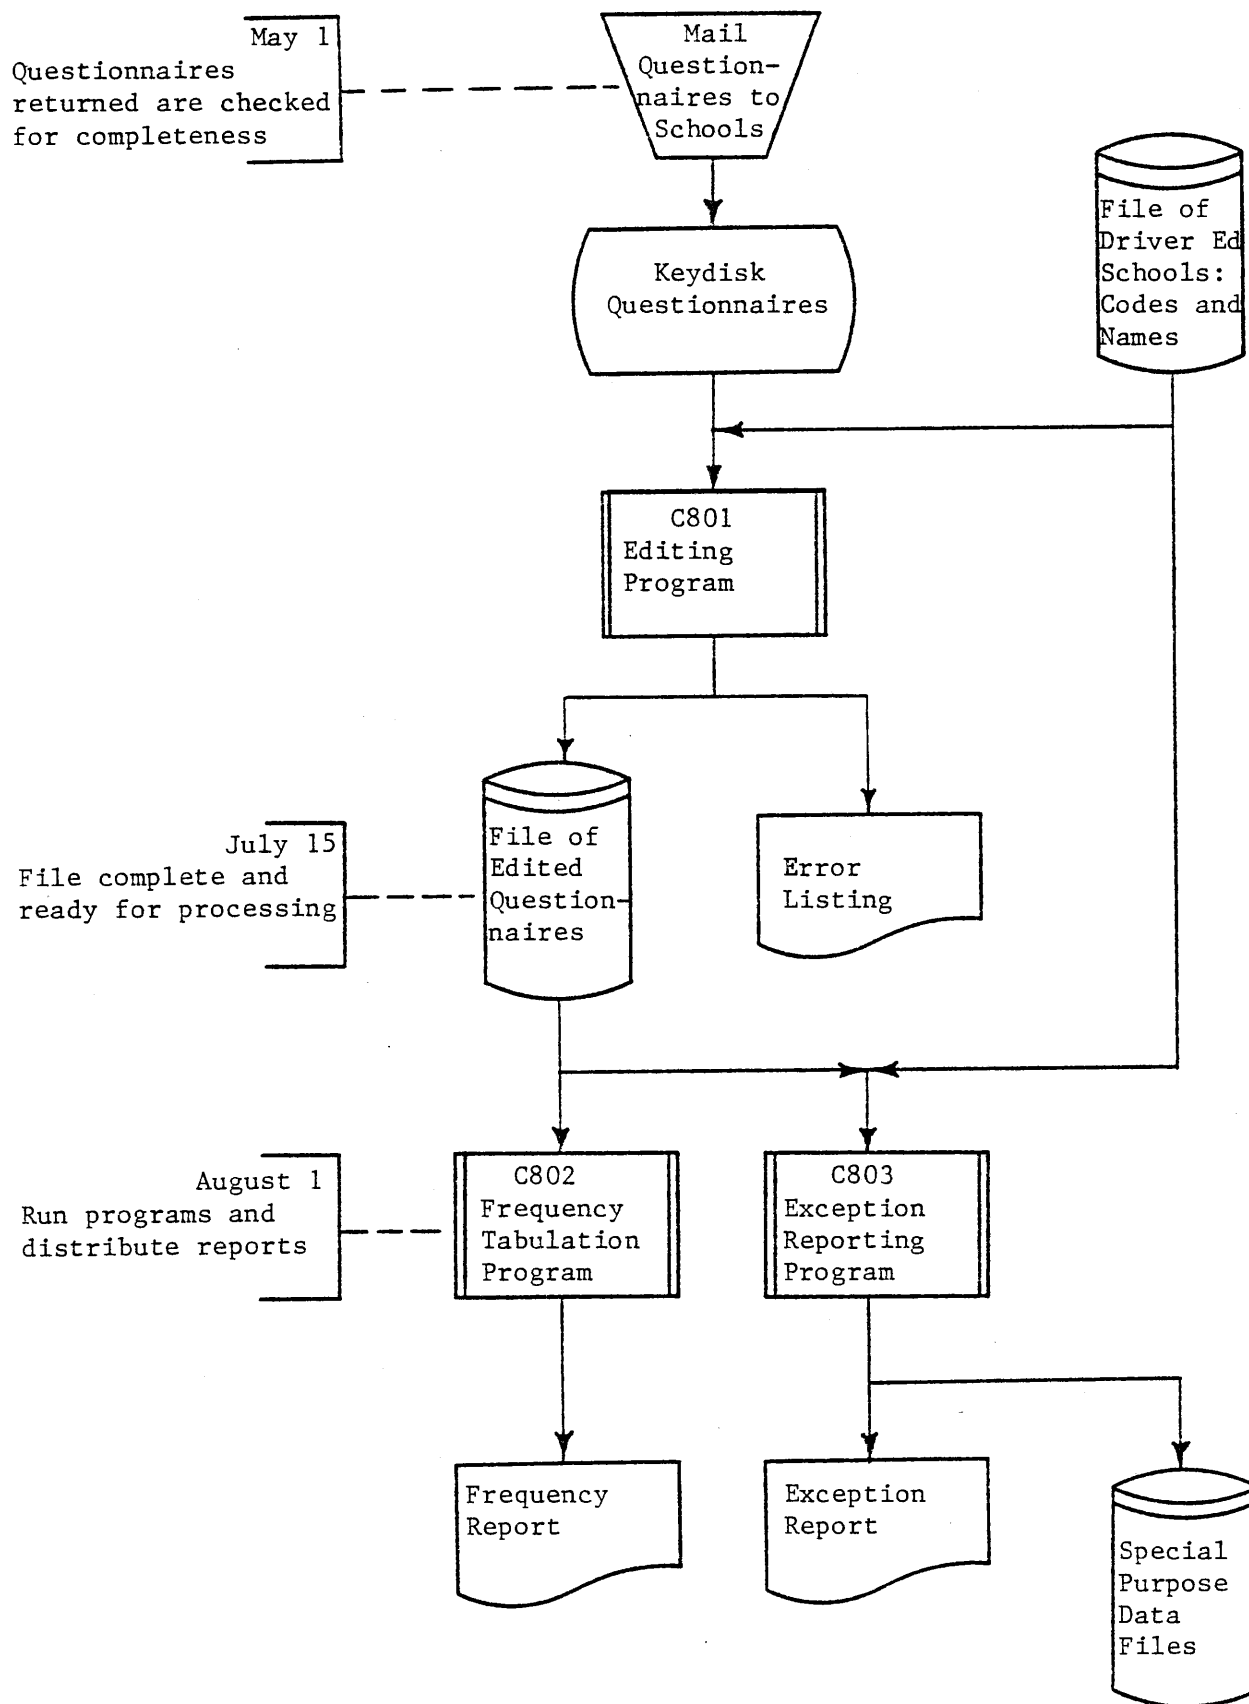 May 1
Questionnaires
returned are checked
for completeness
Mail
Question-
naires to
Schools
File of
Driver Ed
Schools:
Codes and
Names
Keydisk
Questionnaires
C801
Editing
Program
July 15
File complete and
ready for processing
File of
Edited
Question-
naires
Error
Listing
August 1
Run programs and
distribute reports
C802
Frequency
Tabulation
Program
C803
Exception
Reporting
Program
Frequency
Report
Exception
Report
Special
Purpose
Data
Files